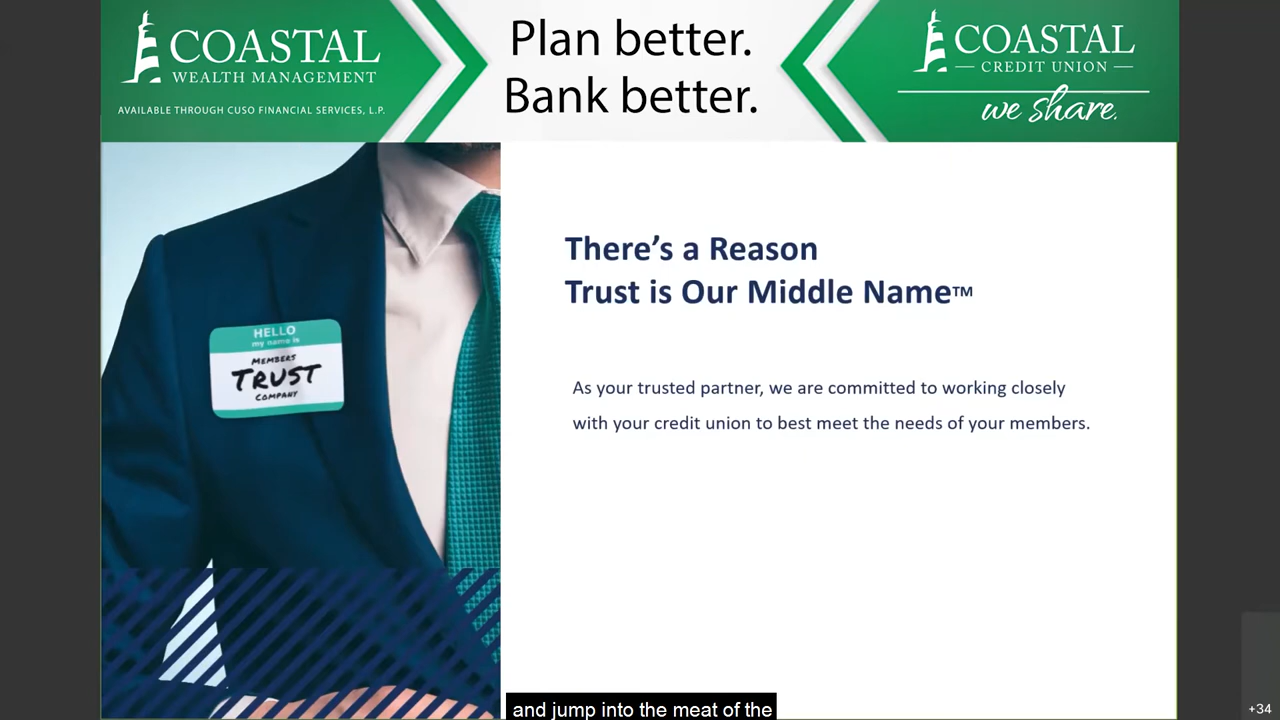 COASTAL
WEALTH MANAGEMENT
AVAILABLE THROUGH CUSO FINANCIAL SERVICES, L.P.
Plan better.
Bank better.
COASTAL
CREDIT UNION
we share.
HELLO
my name is
MEMBERS
TRUST
COMPANY
There's a Reason
Trust is Our Middle Name™
As your trusted partner, we are committed to working closely
with your credit union to best meet the needs of your members.
and jump into the meat of the
+34